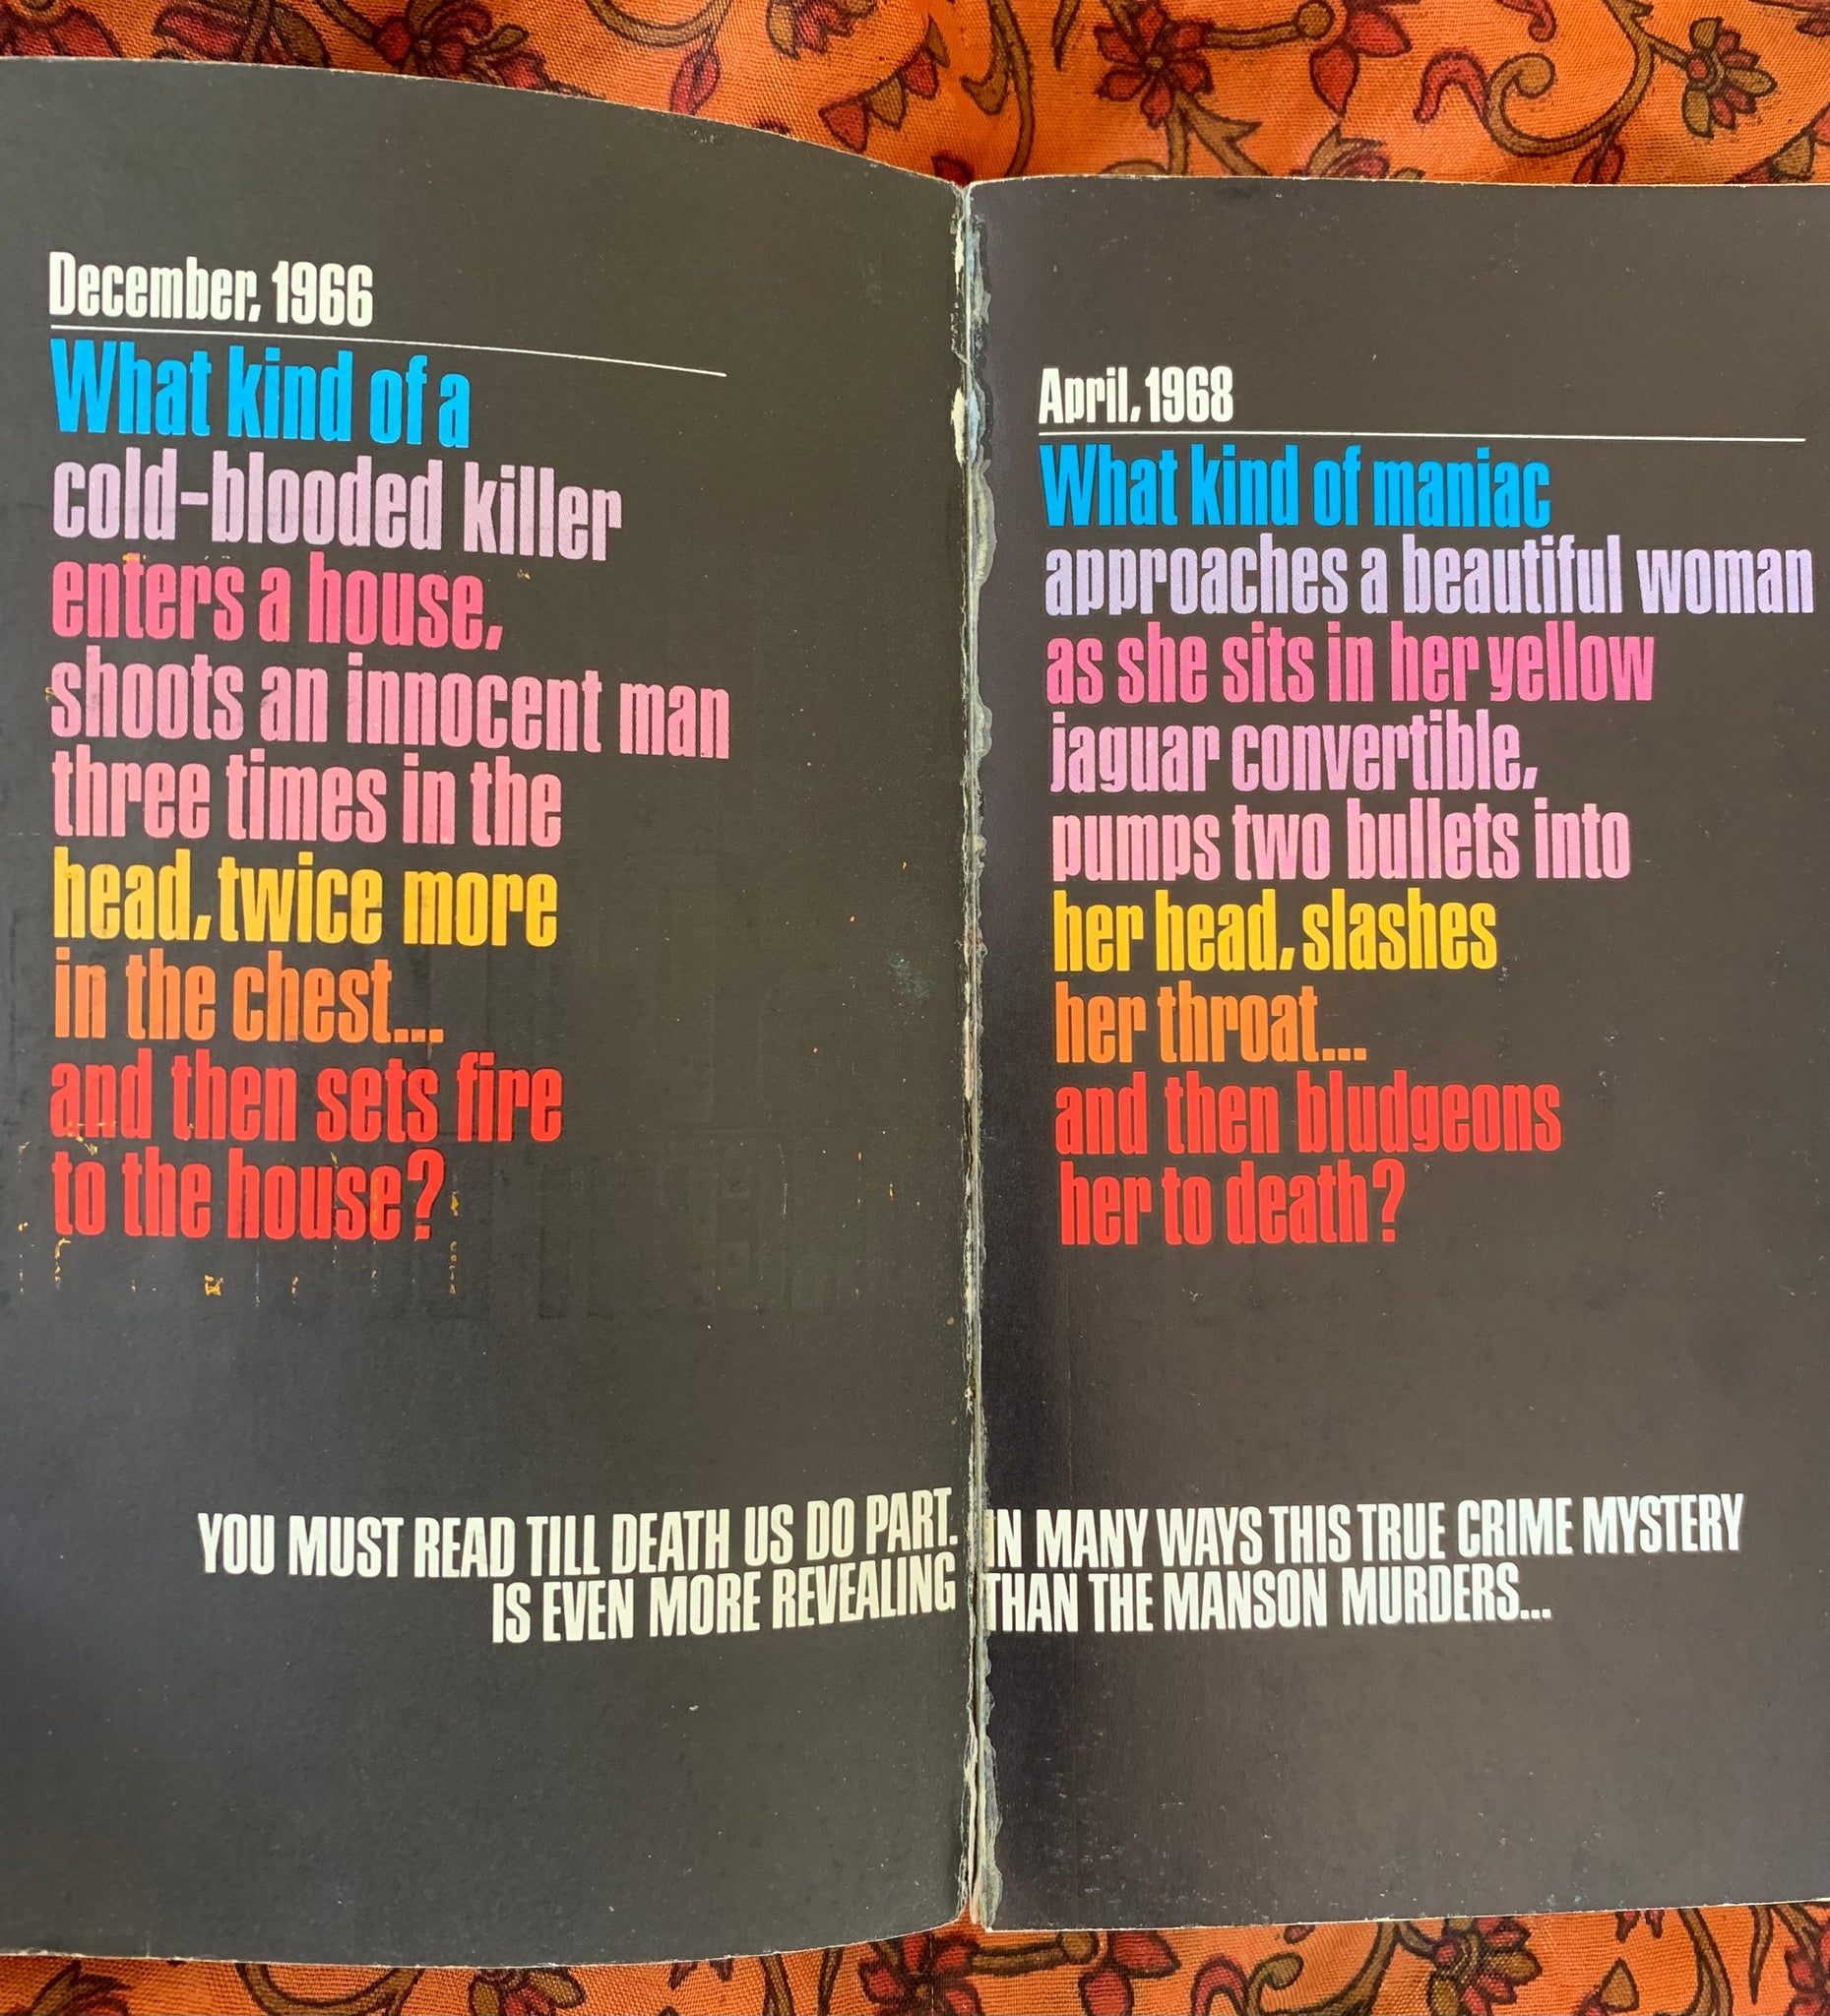 December, 1966
What kind of a
cold-blooded killer
enters a house,
shoots an innocent man
three times in the
head, twice more
in the chest...
and then sets fire
to the house?
April, 1968
What kind of maniac
approaches a beautiful woman
as she sits in her yellow
jaguar convertible,
pumps two bullets into
her head, slashes
her throat...
and then bludgeons
her to death?
YOU MUST READ TILL DEATH US DO PART. IN MANY WAYS THIS TRUE CRIME MYSTERY
IS EVEN MORE REVEALING THAN THE MANSON MURDERS...